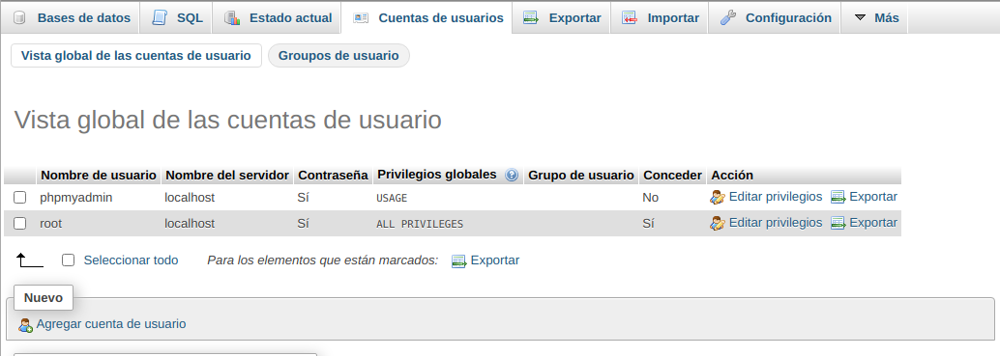 Bases de datos SQL Estado actual Cuentas de usuarios Exportar Importar Configuración Más
Vista global de las cuentas de usuario Groupos de usuario
Vista global de las cuentas de usuario
Nombre de usuario Nombre del servidor Contraseña Privilegios globales Grupo de usuario Conceder Acción
phpmyadmin localhost Sí USAGE No Editar privilegios Exportar
root localhost Sí ALL PRIVILEGES Sí Editar privilegios Exportar
Seleccionar todo Para los elementos que están marcados: Exportar
Nuevo
Agregar cuenta de usuario